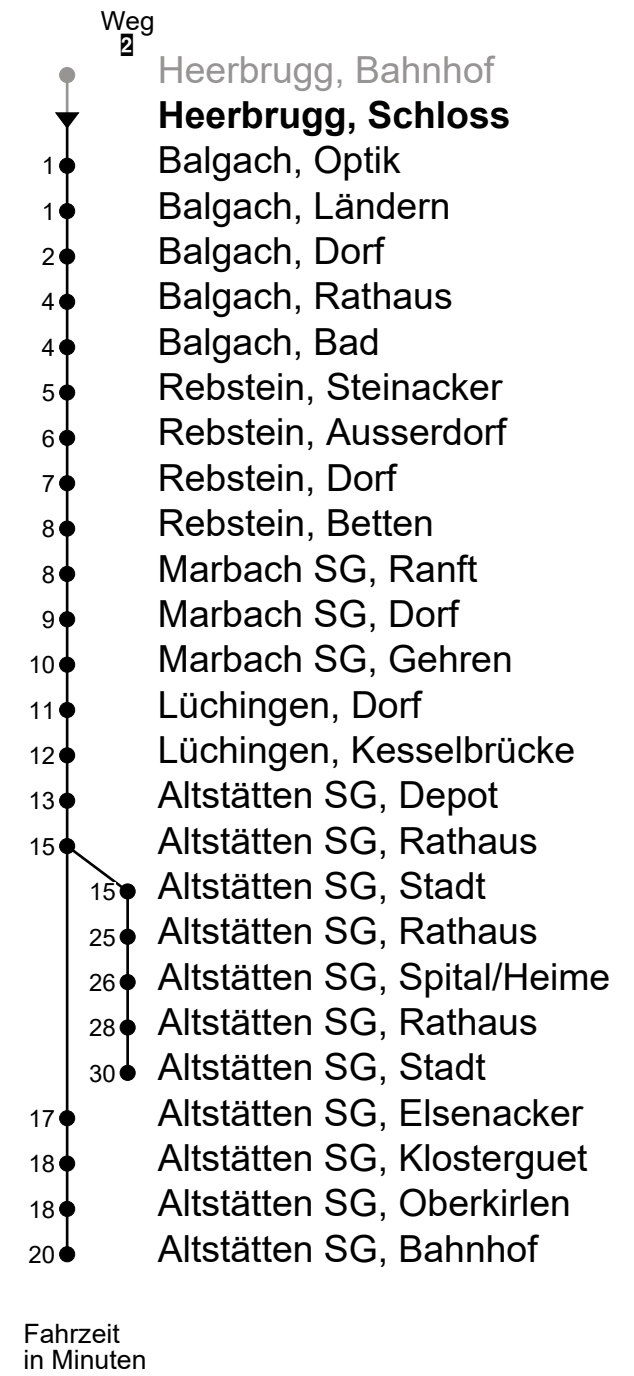 Weg
2
Heerbrugg, Bahnhof
Heerbrugg, Schloss
1 Balgach, Optik
1 Balgach, Ländern
2 Balgach, Dorf
4 Balgach, Rathaus
4 Balgach, Bad
5 Rebstein, Steinacker
6 Rebstein, Ausserdorf
7 Rebstein, Dorf
8 Rebstein, Betten
8 Marbach SG, Ranft
9 Marbach SG, Dorf
10 Marbach SG, Gehren
11 Lüchingen, Dorf
12 Lüchingen, Kesselbrücke
13 Altstätten SG, Depot
15 Altstätten SG, Rathaus
15 Altstätten SG, Stadt
25 Altstätten SG, Rathaus
26 Altstätten SG, Spital/Heime
28 Altstätten SG, Rathaus
30 Altstätten SG, Stadt
17 Altstätten SG, Elsenacker
18 Altstätten SG, Klosterguet
18 Altstätten SG, Oberkirlen
20 Altstätten SG, Bahnhof
Fahrzeit
in Minuten